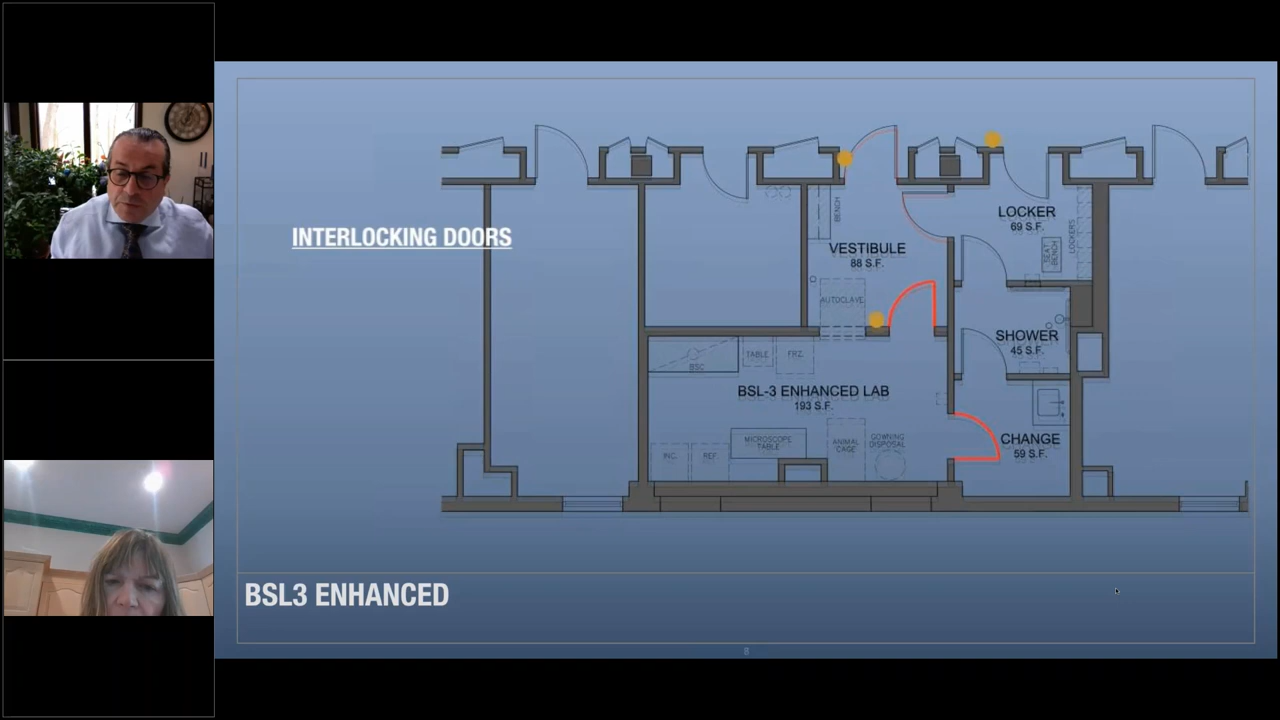 INTERLOCKING DOORS
BENCH
LOCKER
69 S.F.
LOCKERS
SEAT
BENCH
VESTIBULE
88 S.F.
AUTOCLAVE
SHOWER
45 S.F.
BSC
TABLE
FRZ.
BSL-3 ENHANCED LAB
193 S.F.
MICROSCOPE
TABLE
ANIMAL
CAGE
GOWNING
DISPOSAL
INC.
REF.
CHANGE
59 S.F.
BSL3 ENHANCED
8